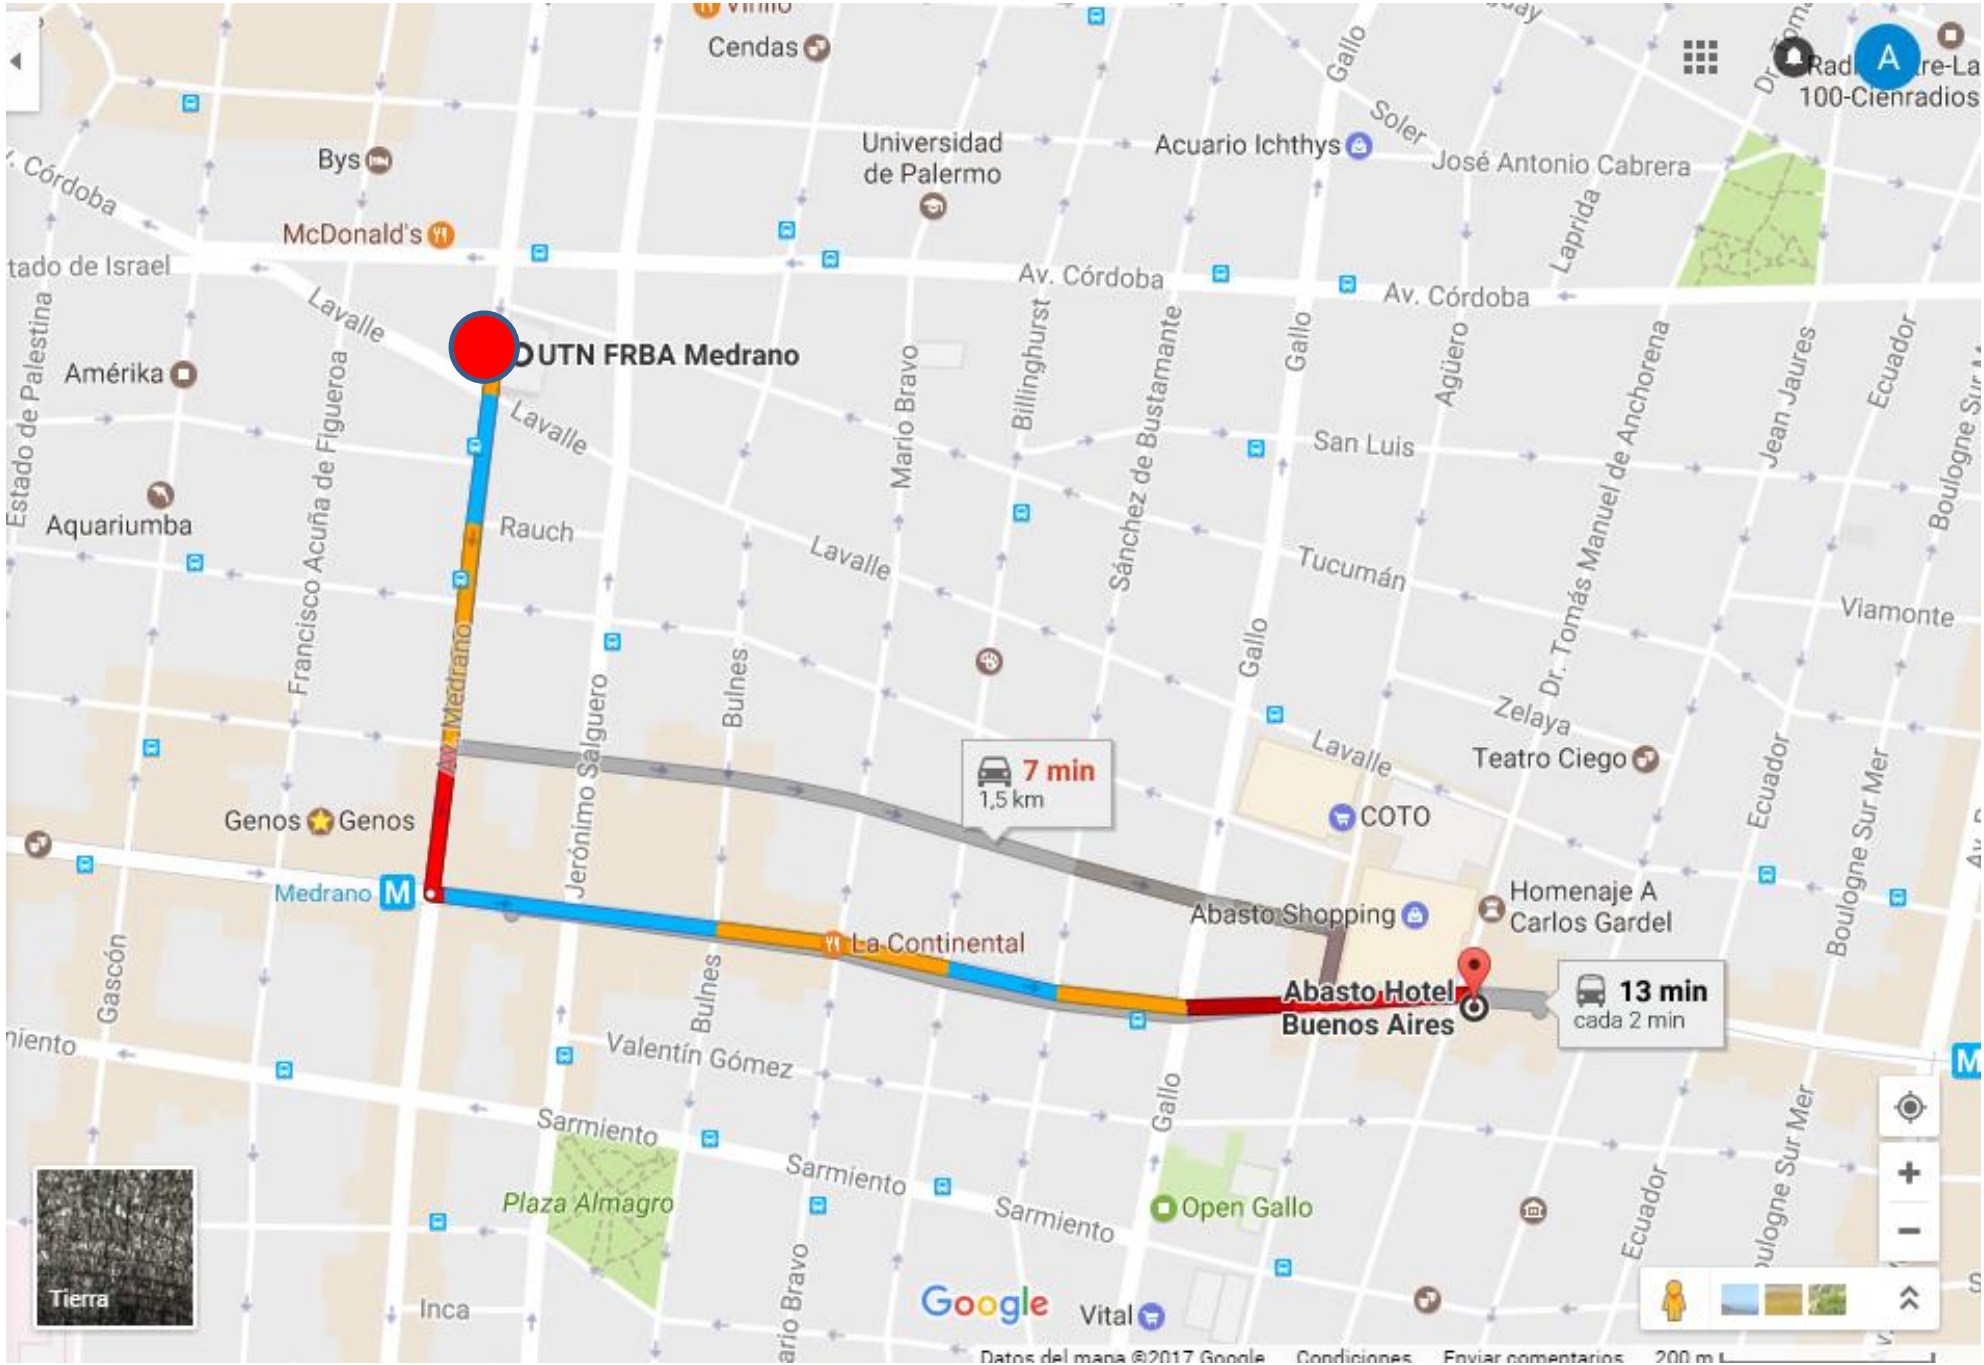 Vinilo
Cendas
Gallo
Soler
A
100-Cienradios
Universidad
de Palermo
Acuario Ichthys
José Antonio Cabrera
Bys
Córdoba
McDonald's
tado de Israel
Laprida
Av. Córdoba
Av. Córdoba
Lavalle
UTN FRBA Medrano
Amérika
Estado de Palestina
Francisco Acuña de Figueroa
Lavalle
Mario Bravo
Billinghurst
Sánchez de Bustamante
Gallo
Agüero
Dr. Tomás Manuel de Anchorena
Jean Jaures
Ecuador
Boulogne Sur M
San Luis
Aquariumba
Rauch
Lavalle
Tucumán
Viamonte
Av. Medrano
Jerónimo Salguero
Bulnes
Gallo
Zelaya
Lavalle
Teatro Ciego
7 min
1,5 km
Genos
Genos
COTO
Ecuador
Boulogne Sur Mer
Medrano
M
Abasto Shopping
Homenaje A
Carlos Gardel
La Continental
Gascón
Bulnes
Abasto Hotel
Buenos Aires
13 min
cada 2 min
miento
Valentín Gómez
M
Gallo
Sarmiento
Sarmiento
Sarmiento
Plaza Almagro
Open Gallo
Ecuador
oulogne Sur Mer
Tierra
Inca
ario Bravo
Google
Vital
Datos del mapa ©2017 Google
Condiciones
Enviar comentarios
200 m